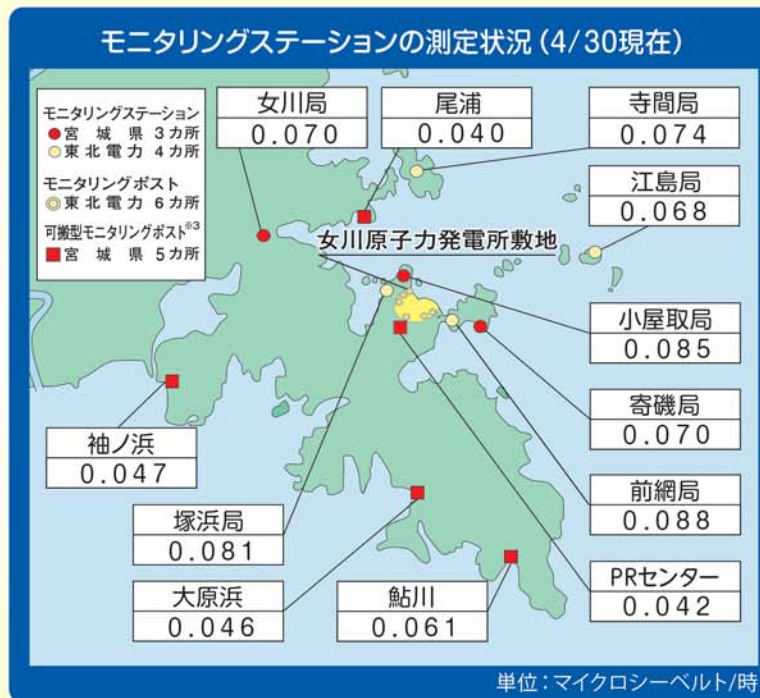 モニタリングステーションの測定状況(4/30現在)
モニタリングステーション
宮城県 3カ所
東北電力 4カ所
モニタリングポスト
東北電力 6カ所
可搬型モニタリングポスト※3
宮城県 5カ所
女川局
0.070
尾浦
0.040
寺間局
0.074
江島局
0.068
女川原子力発電所敷地
小屋取局
0.085
寄磯局
0.070
前網局
0.088
PRセンター
0.042
袖ノ浜
0.047
塚浜局
0.081
大原浜
0.046
鮎川
0.061
単位:マイクロシーベルト/時